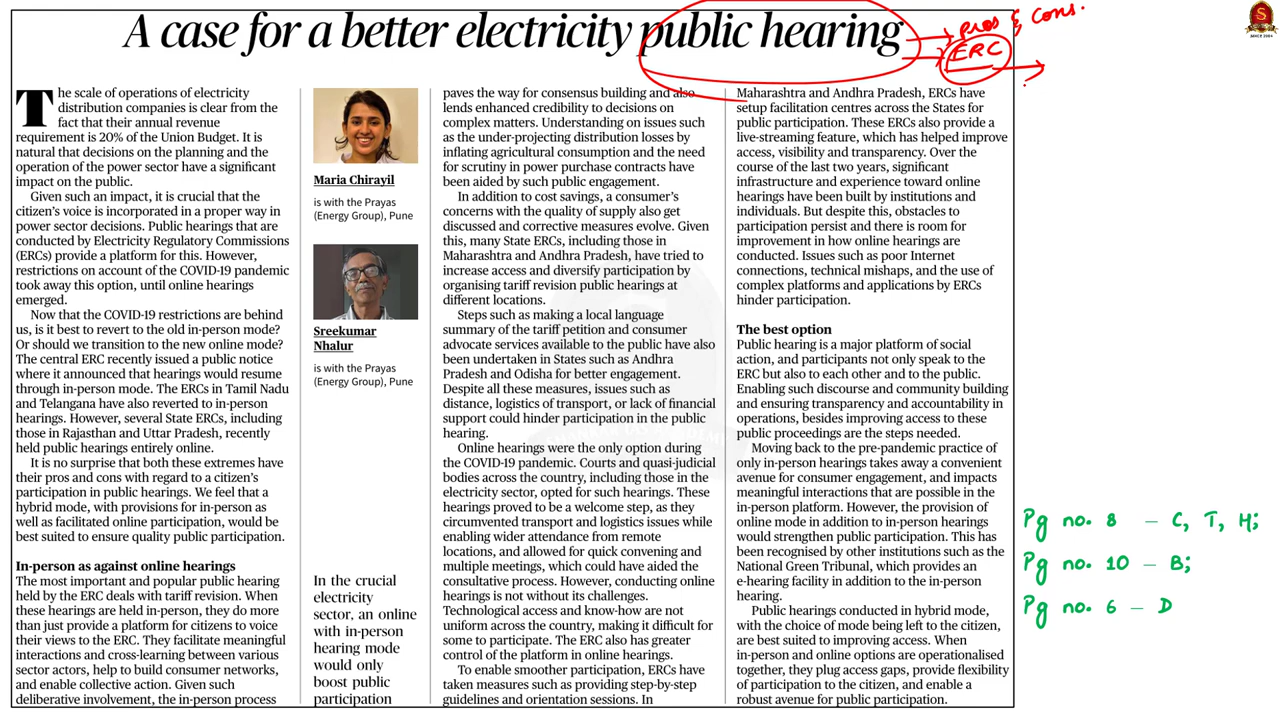 A case for a better electricity public hearing
pros & cons.
ERC
?
SINCE 2004
The scale of operations of electricity
distribution companies is clear from the
fact that their annual revenue
requirement is 20% of the Union Budget. It is
natural that decisions on the planning and the
operation of the power sector have a significant
impact on the public.
Given such an impact, it is crucial that the
citizen's voice is incorporated in a proper way in
power sector decisions. Public hearings that are
conducted by Electricity Regulatory Commissions
(ERCs) provide a platform for this. However,
restrictions on account of the COVID-19 pandemic
took away this option, until online hearings
emerged.
Now that the COVID-19 restrictions are behind
us, is it best to revert to the old in-person mode?
Or should we transition to the new online mode?
The central ERC recently issued a public notice
where it announced that hearings would resume
through in-person mode. The ERCs in Tamil Nadu
and Telangana have also reverted to in-person
hearings. However, several State ERCs, including
those in Rajasthan and Uttar Pradesh, recently
held public hearings entirely online.
It is no surprise that both these extremes have
their pros and cons with regard to a citizen's
participation in public hearings. We feel that a
hybrid mode, with provisions for in-person as
well as facilitated online participation, would be
best suited to ensure quality public participation.
In-person as against online hearings
The most important and popular public hearing
held by the ERC deals with tariff revision. When
these hearings are held in-person, they do more
than just provide a platform for citizens to voice
their views to the ERC. They facilitate meaningful
interactions and cross-learning between various
sector actors, help to build consumer networks,
and enable collective action. Given such
deliberative involvement, the in-person process
Maria Chirayil
is with the Prayas
(Energy Group), Pune
Sreekumar
Nhalur
is with the Prayas
(Energy Group), Pune
In the crucial
electricity
sector, an online
with in-person
hearing mode
would only
boost public
participation
paves the way for consensus building and also
lends enhanced credibility to decisions on
complex matters. Understanding on issues such
as the under-projecting distribution losses by
inflating agricultural consumption and the need
for scrutiny in power purchase contracts have
been aided by such public engagement.
In addition to cost savings, a consumer's
concerns with the quality of supply also get
discussed and corrective measures evolve. Given
this, many State ERCs, including those in
Maharashtra and Andhra Pradesh, have tried to
increase access and diversify participation by
organising tariff revision public hearings at
different locations.
Steps such as making a local language
summary of the tariff petition and consumer
advocate services available to the public have also
been undertaken in States such as Andhra
Pradesh and Odisha for better engagement.
Despite all these measures, issues such as
distance, logistics of transport, or lack of financial
support could hinder participation in the public
hearing.
Online hearings were the only option during
the COVID-19 pandemic. Courts and quasi-judicial
bodies across the country, including those in the
electricity sector, opted for such hearings. These
hearings proved to be a welcome step, as they
circumvented transport and logistics issues while
enabling wider attendance from remote
locations, and allowed for quick convening and
multiple meetings, which could have aided the
consultative process. However, conducting online
hearings is not without its challenges.
Technological access and know-how are not
uniform across the country, making it difficult for
some to participate. The ERC also has greater
control of the platform in online hearings.
To enable smoother participation, ERCs have
taken measures such as providing step-by-step
guidelines and orientation sessions. In
Maharashtra and Andhra Pradesh, ERCs have
setup facilitation centres across the States for
public participation. These ERCs also provide a
live-streaming feature, which has helped improve
access, visibility and transparency. Over the
course of the last two years, significant
infrastructure and experience toward online
hearings have been built by institutions and
individuals. But despite this, obstacles to
participation persist and there is room for
improvement in how online hearings are
conducted. Issues such as poor Internet
connections, technical mishaps, and the use of
complex platforms and applications by ERCs
hinder participation.
The best option
Public hearing is a major platform of social
action, and participants not only speak to the
ERC but also to each other and to the public.
Enabling such discourse and community building
and ensuring transparency and accountability in
operations, besides improving access to these
public proceedings are the steps needed.
Moving back to the pre-pandemic practice of
only in-person hearings takes away a convenient
avenue for consumer engagement, and impacts
meaningful interactions that are possible in the
in-person platform. However, the provision of
online mode in addition to in-person hearings
would strengthen public participation. This has
been recognised by other institutions such as the
National Green Tribunal, which provides an
e-hearing facility in addition to the in-person
hearing.
Public hearings conducted in hybrid mode,
with the choice of mode being left to the citizen,
are best suited to improving access. When
in-person and online options are operationalised
together, they plug access gaps, provide flexibility
of participation to the citizen, and enable a
robust avenue for public participation.
Pg no. 8 – C, T, H;
Pg no. 10 – B;
Pg no. 6 – D